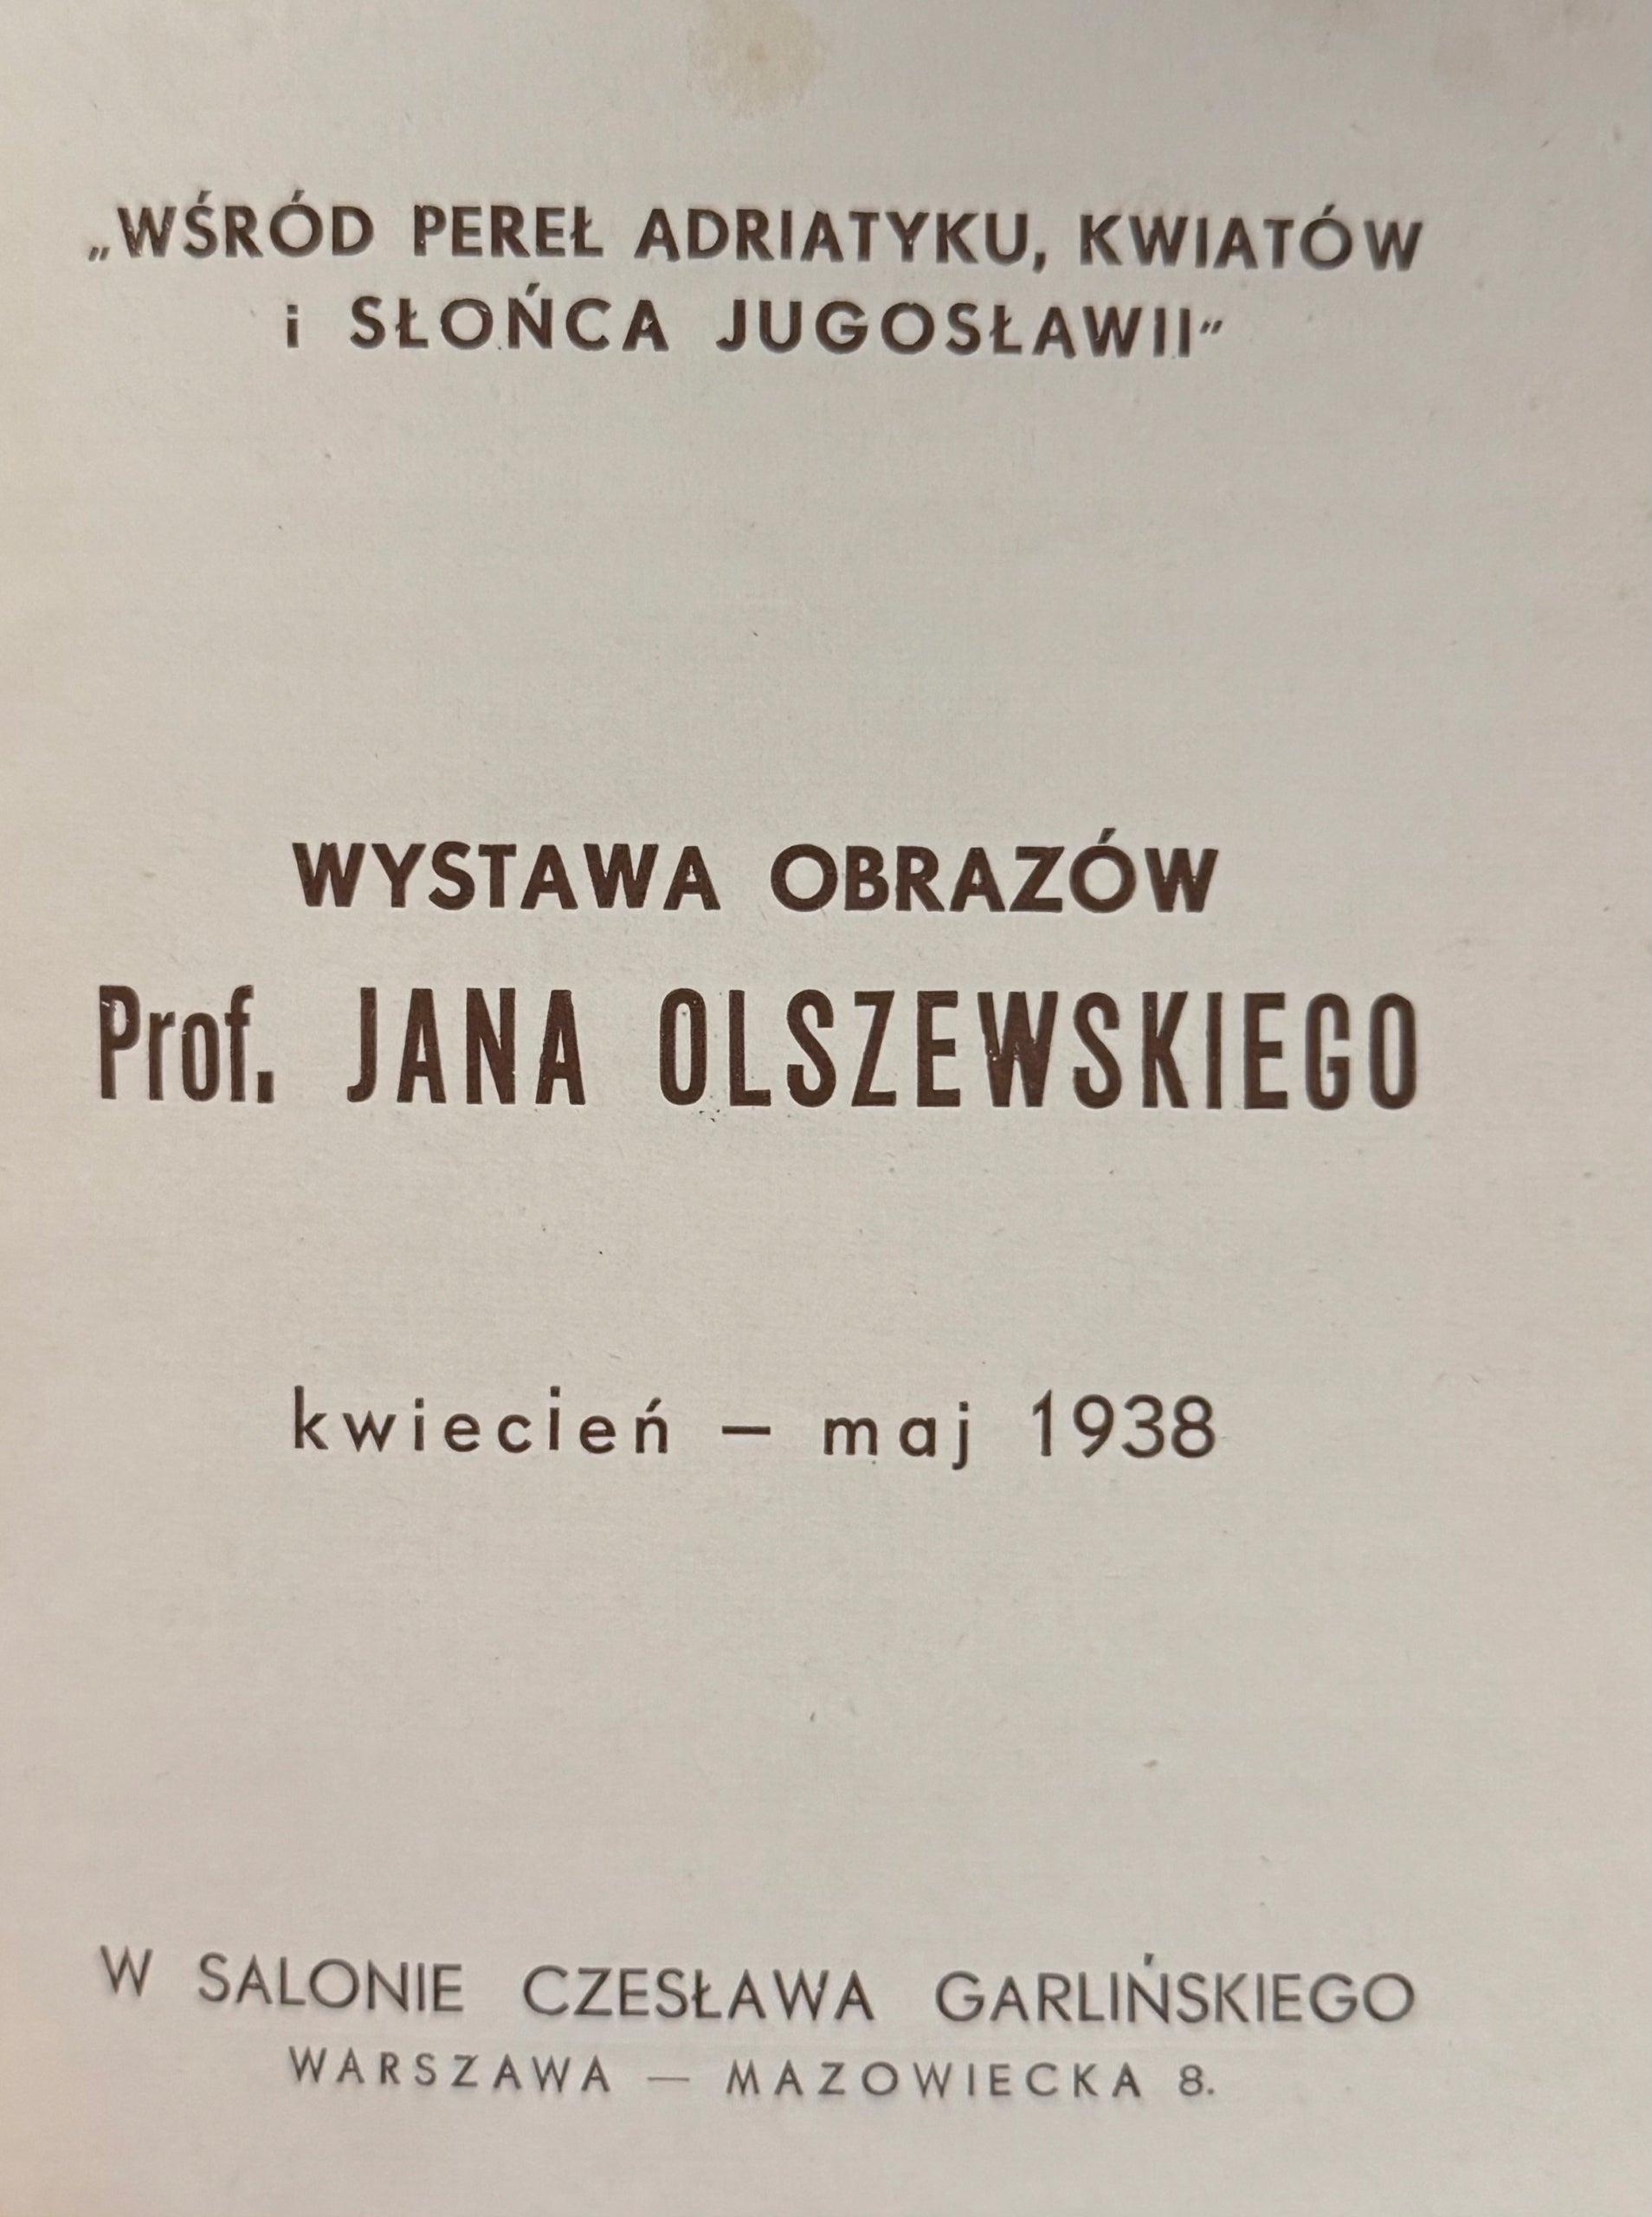 „WŚRÓD PEREŁ ADRIATYKU, KWIATÓW
i SŁOŃCA JUGOSŁAWII”
WYSTAWA OBRAZÓW
Prof. JANA OLSZEWSKIEGO
kwiecień – maj 1938
W SALONIE CZESŁAWA GARLIŃSKIEGO
WARSZAWA — MAZOWIECKA 8.